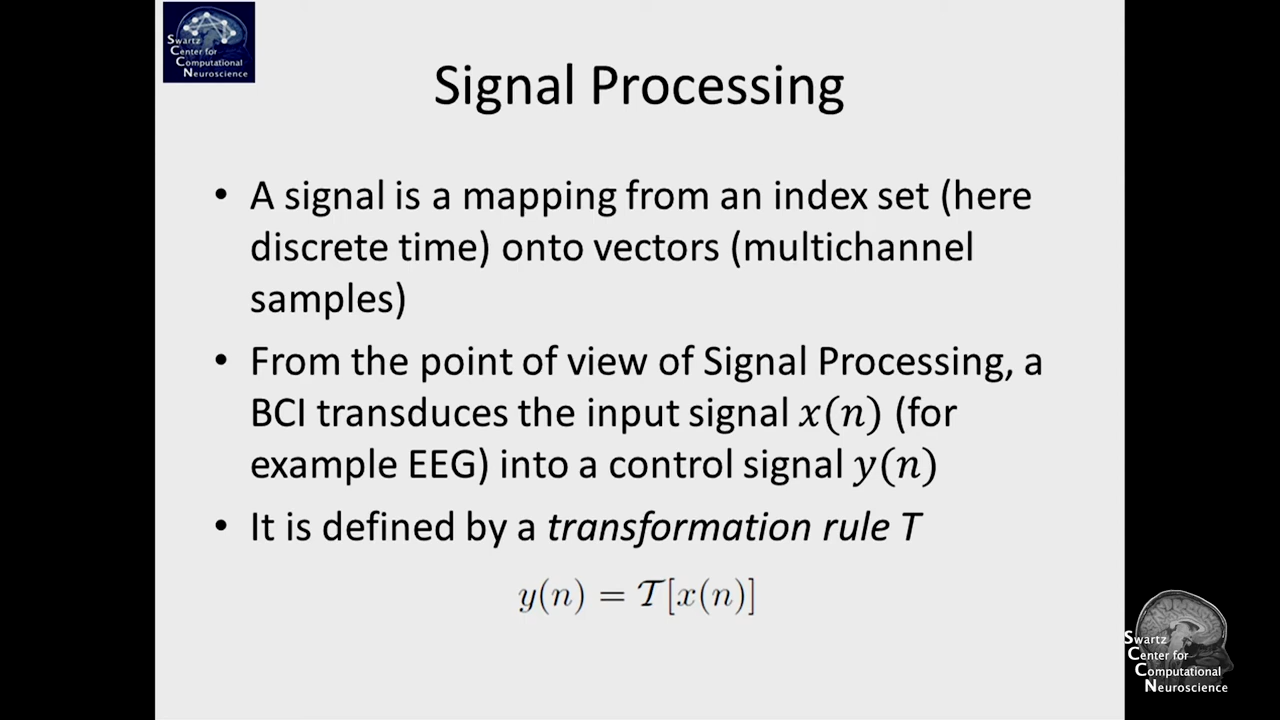 Swartz
Center for
Computational
Neuroscience
Signal Processing
• A signal is a mapping from an index set (here
discrete time) onto vectors (multichannel
samples)
• From the point of view of Signal Processing, a
BCI transduces the input signal x(n) (for
example EEG) into a control signal y(n)
• It is defined by a transformation rule T
y(n) = 𝒯[x(n)]
Swartz
Center for
Computational
Neuroscience